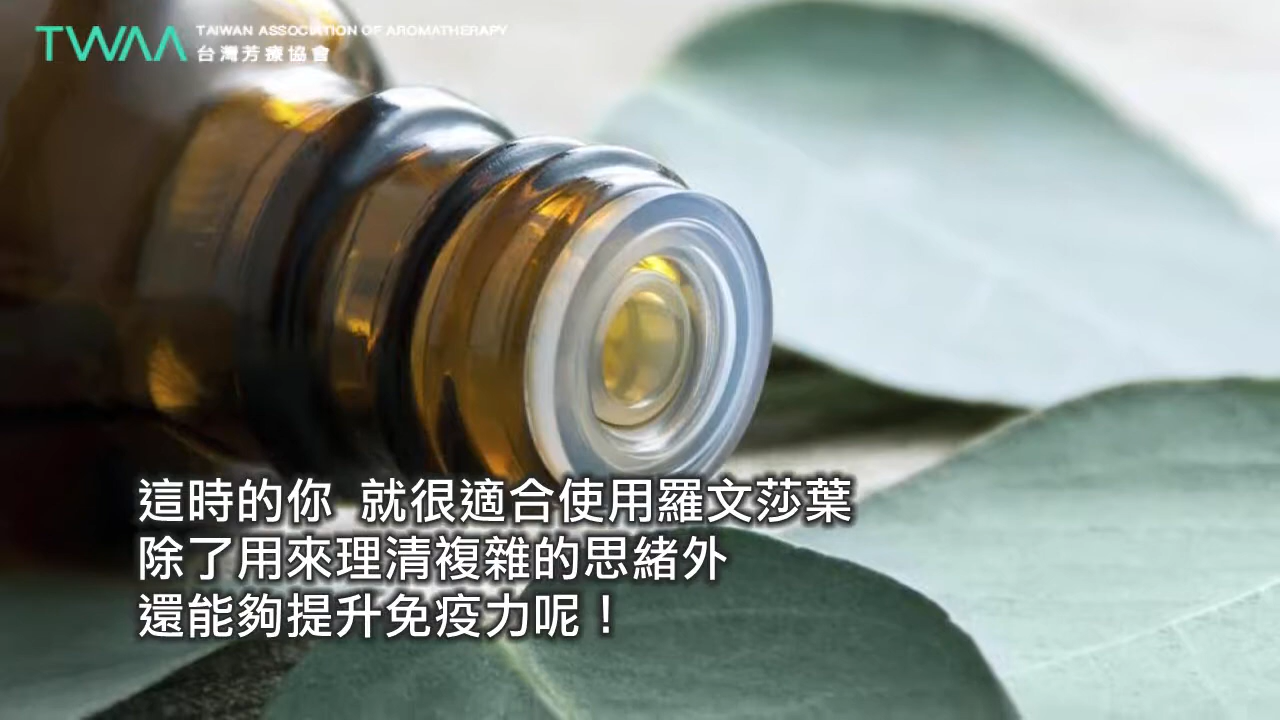 TWAA
TAIWAN ASSOCIATION OF AROMATHERAPY
台灣芳療協會
這時的你 就很適合使用羅文莎葉
除了用來理清複雜的思緒外
還能夠提升免疫力呢！